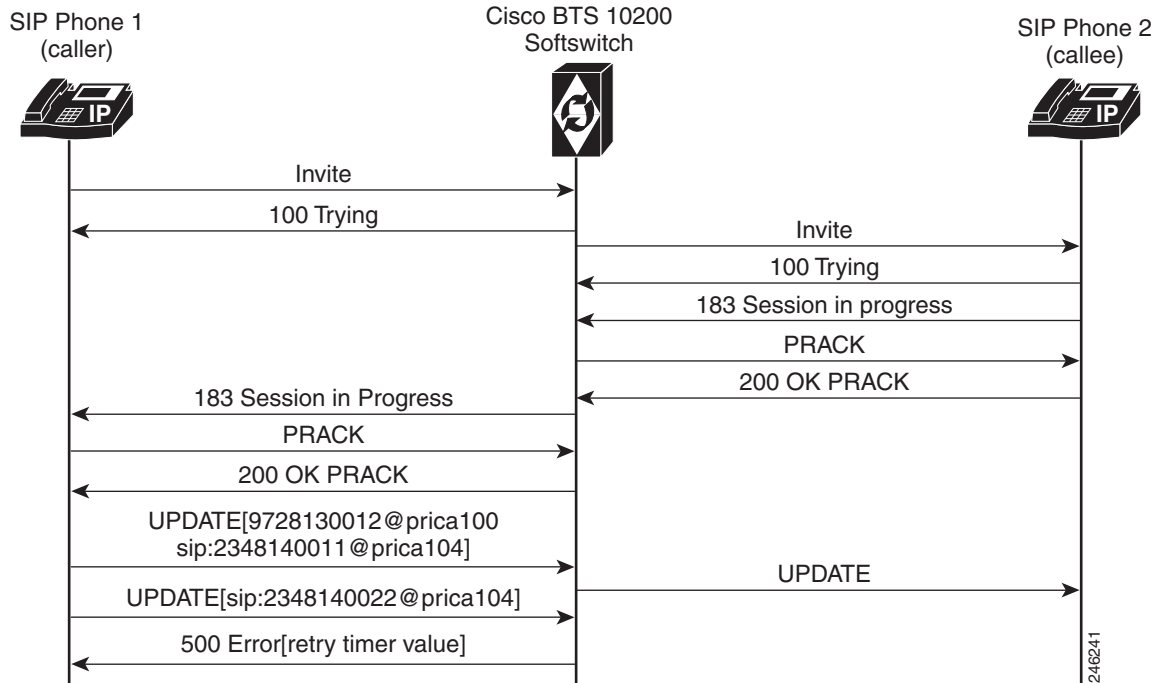 SIP Phone 1
(caller)
Cisco BTS 10200
Softswitch
SIP Phone 2
(callee)
IP
IP
Invite
100 Trying
Invite
100 Trying
183 Session in progress
PRACK
200 OK PRACK
183 Session in Progress
PRACK
200 OK PRACK
UPDATE[9728130012@prica100
sip:2348140011@prica104]
UPDATE
UPDATE[sip:2348140022@prica104]
500 Error[retry timer value]
246241